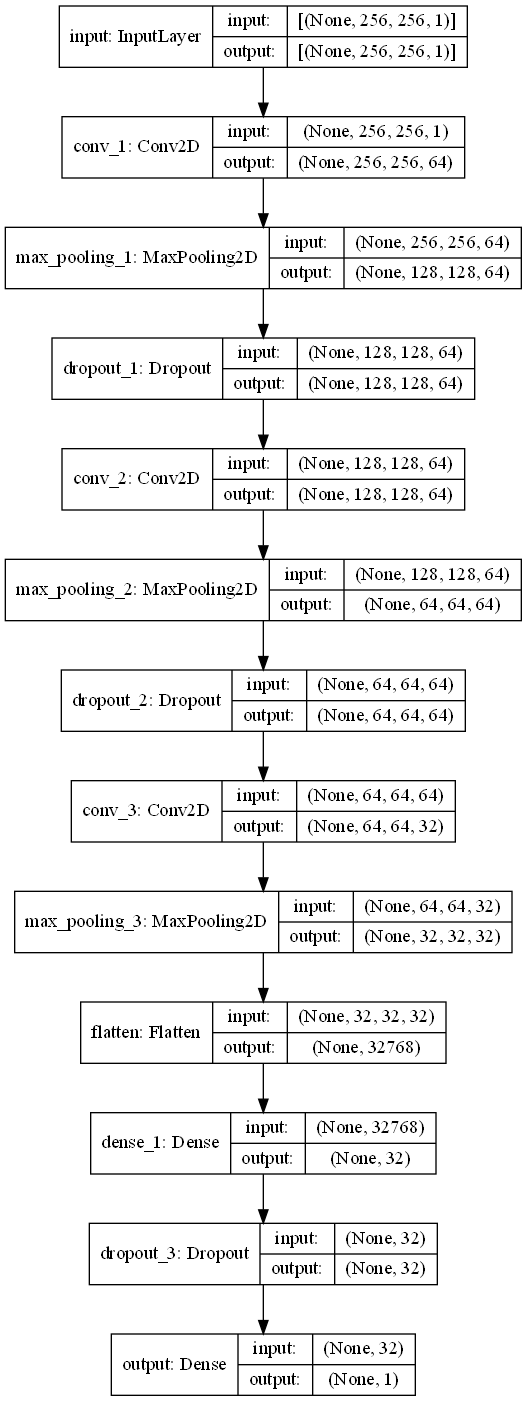 input: InputLayer
input: [(None, 256, 256, 1)]
output: [(None, 256, 256, 1)]
conv_1: Conv2D
input: (None, 256, 256, 1)
output: (None, 256, 256, 64)
max_pooling_1: MaxPooling2D
input: (None, 256, 256, 64)
output: (None, 128, 128, 64)
dropout_1: Dropout
input: (None, 128, 128, 64)
output: (None, 128, 128, 64)
conv_2: Conv2D
input: (None, 128, 128, 64)
output: (None, 128, 128, 64)
max_pooling_2: MaxPooling2D
input: (None, 128, 128, 64)
output: (None, 64, 64, 64)
dropout_2: Dropout
input: (None, 64, 64, 64)
output: (None, 64, 64, 64)
conv_3: Conv2D
input: (None, 64, 64, 64)
output: (None, 64, 64, 32)
max_pooling_3: MaxPooling2D
input: (None, 64, 64, 32)
output: (None, 32, 32, 32)
flatten: Flatten
input: (None, 32, 32, 32)
output: (None, 32768)
dense_1: Dense
input: (None, 32768)
output: (None, 32)
dropout_3: Dropout
input: (None, 32)
output: (None, 32)
output: Dense
input: (None, 32)
output: (None, 1)